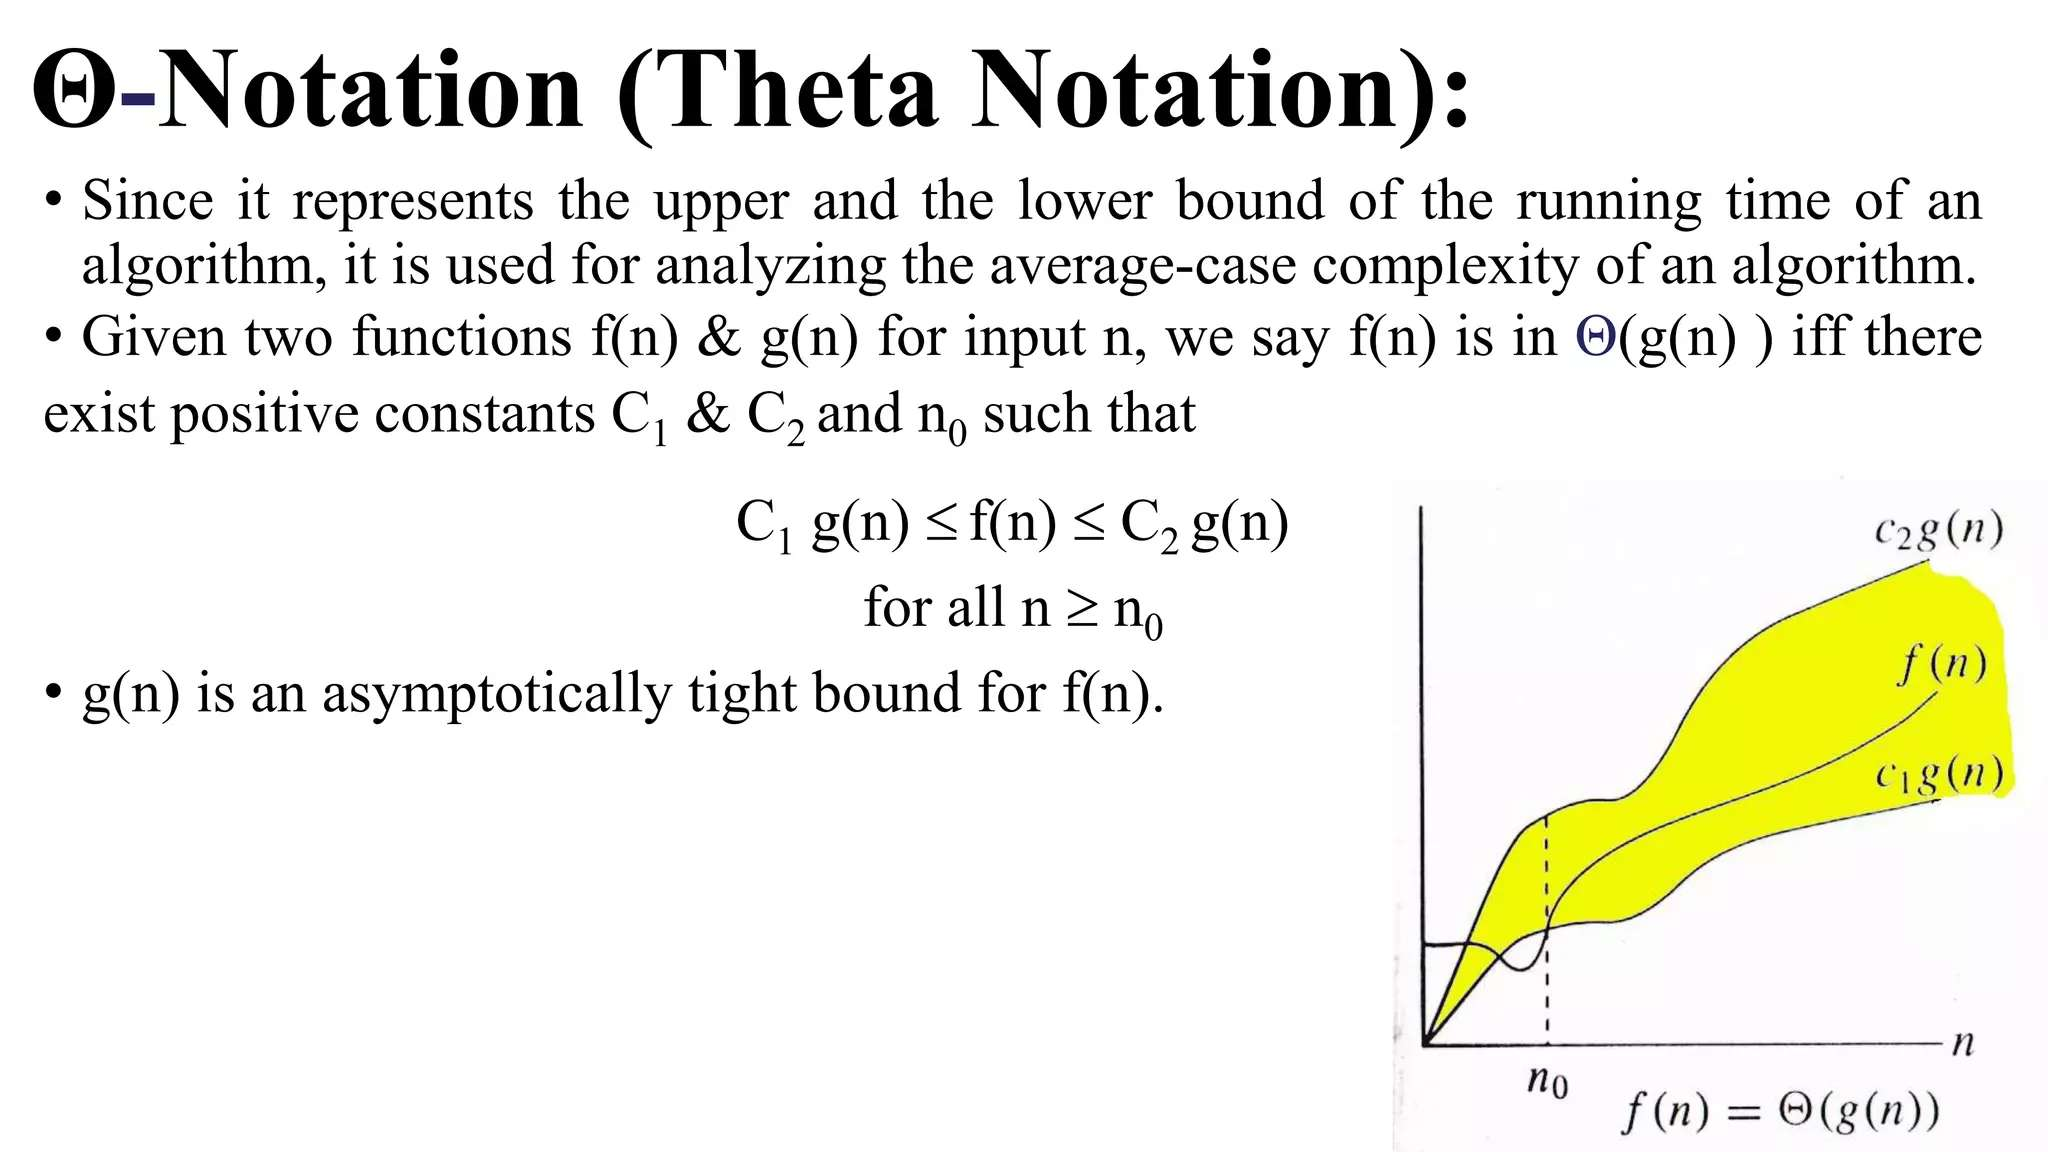 Θ-Notation (Theta Notation):
• Since it represents the upper and the lower bound of the running time of an
algorithm, it is used for analyzing the average-case complexity of an algorithm.
• Given two functions f(n) & g(n) for input n, we say f(n) is in Θ(g(n) ) iff there
exist positive constants C₁ & C₂ and n₀ such that
C₁ g(n) ≤ f(n) ≤ C₂ g(n)
for all n ≥ n₀
• g(n) is an asymptotically tight bound for f(n).
c₂g(n)
f(n)
c₁g(n)
n
n₀
f(n) = Θ(g(n))